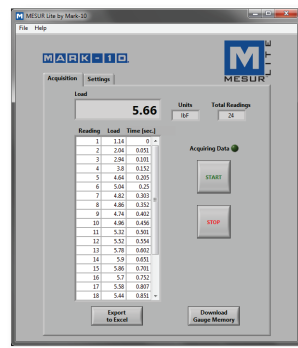 MESUR Lite by Mark-10
File Help
MARK-10
MESUR
Acquisition Settings
Load
5.66
Units
lbF
Total Readings
24
Reading Load Time [sec.]
1 1.14 0
2 2.04 0.051
3 2.94 0.101
4 3.8 0.152
5 4.64 0.205
6 5.04 0.25
7 4.82 0.303
8 4.86 0.352
9 4.74 0.402
10 4.96 0.456
11 5.32 0.501
12 5.52 0.554
13 5.78 0.602
14 5.9 0.651
15 5.86 0.701
16 5.7 0.752
17 5.58 0.807
18 5.44 0.851
Acquiring Data
START
STOP
Export
to Excel
Download
Gauge Memory